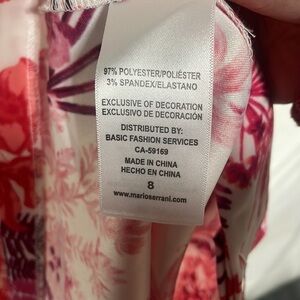 97% POLYESTER/POLIÉSTER
3% SPANDEX/ELASTANO
EXCLUSIVE OF DECORATION
EXCLUSIVO DE DECORACIÓN
DISTRIBUTED BY:
BASIC FASHION SERVICES
CA-59169
MADE IN CHINA
HECHO EN CHINA
8
www.marioserrani.com